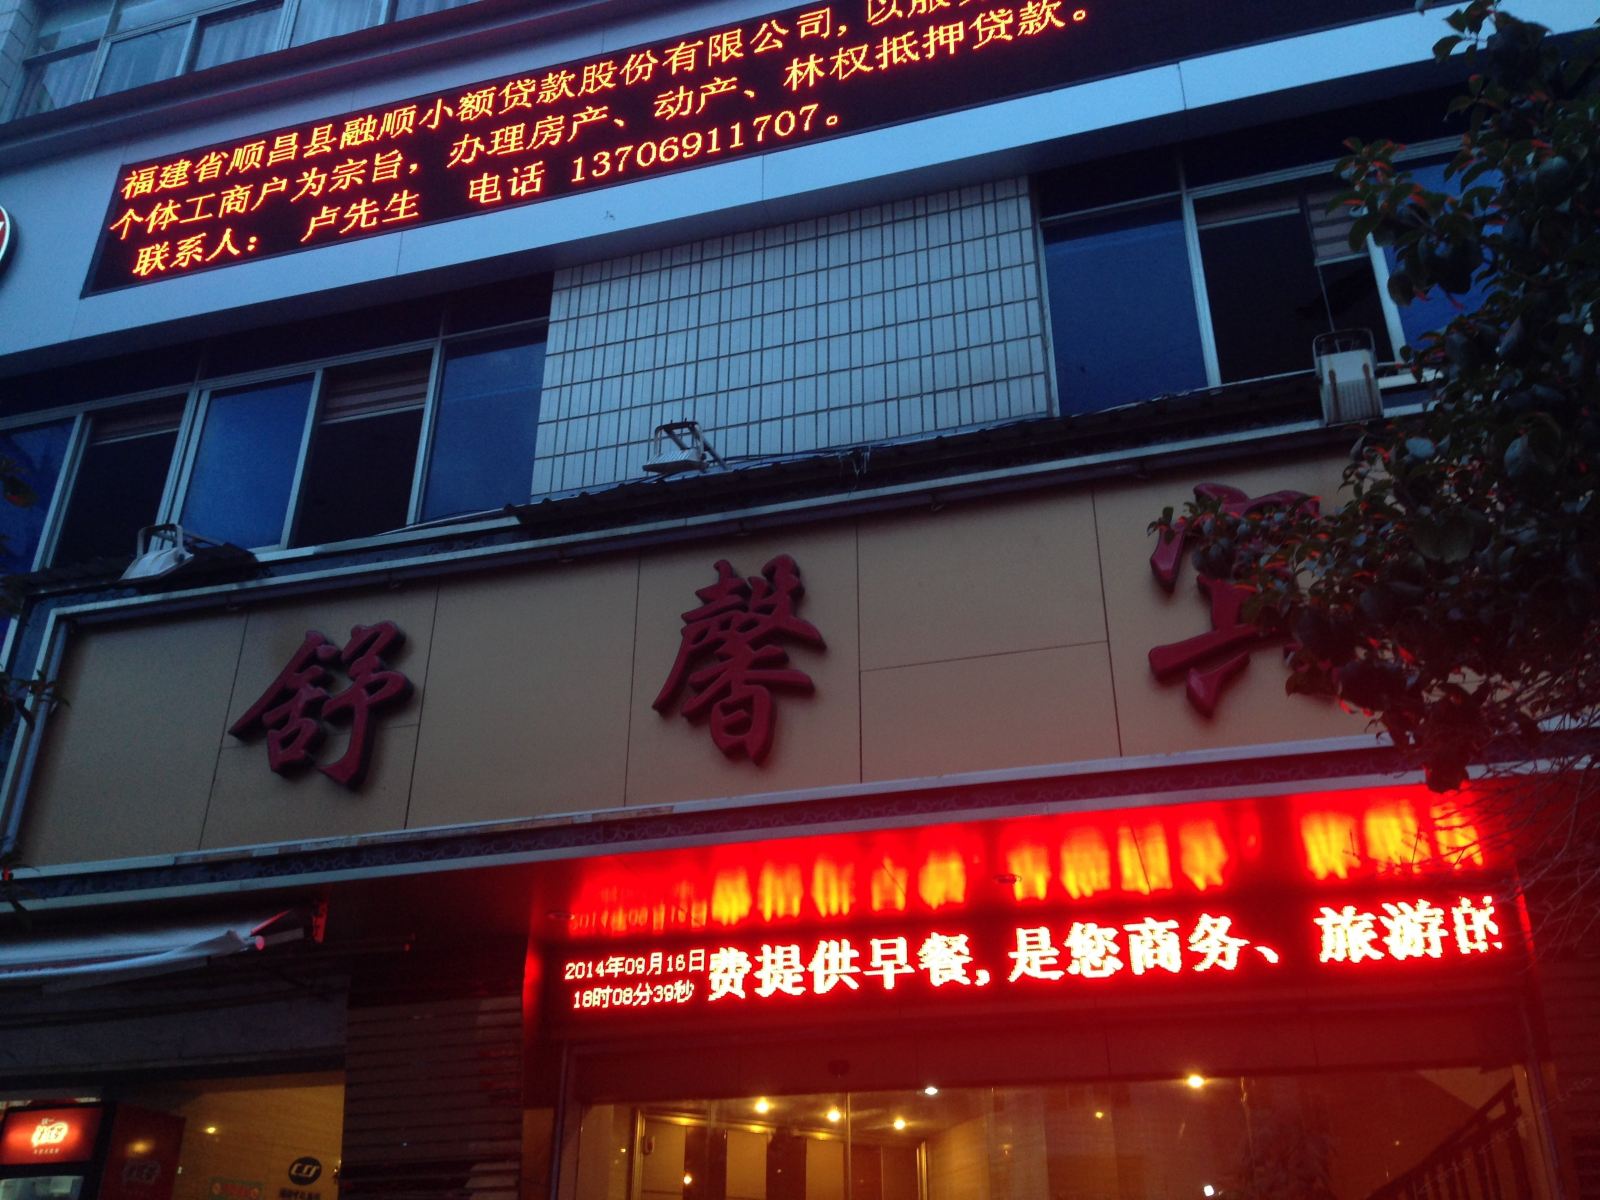 福建省顺昌县融顺小额贷款股份有限公司，以服
个体工商户为宗旨，办理房产、动产、林权抵押贷款。
联系人： 卢先生 电话 13706911707。
舒馨宾
2014年09月16日
18时08分39秒
费提供早餐,是您商务、旅游的